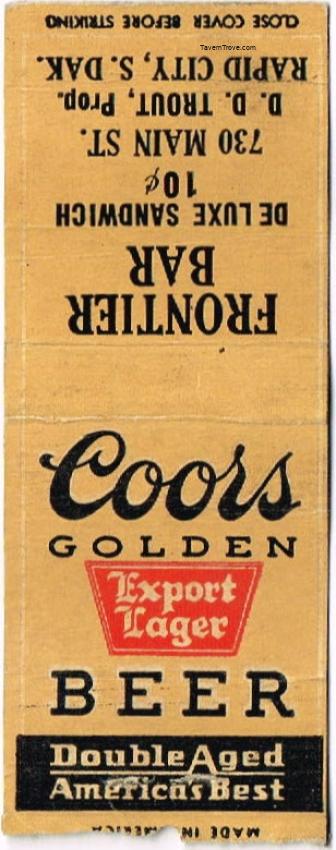 CLOSE COVER BEFORE STRIKING
TavernTrove.com
FRONTIER
BAR
DE LUXE SANDWICH
10¢
730 MAIN ST.
D. D. TROUT, Prop.
RAPID CITY, S. DAK.
Coors
GOLDEN
Export
Lager
BEER
Double Aged
America's Best
MADE IN AMERICA